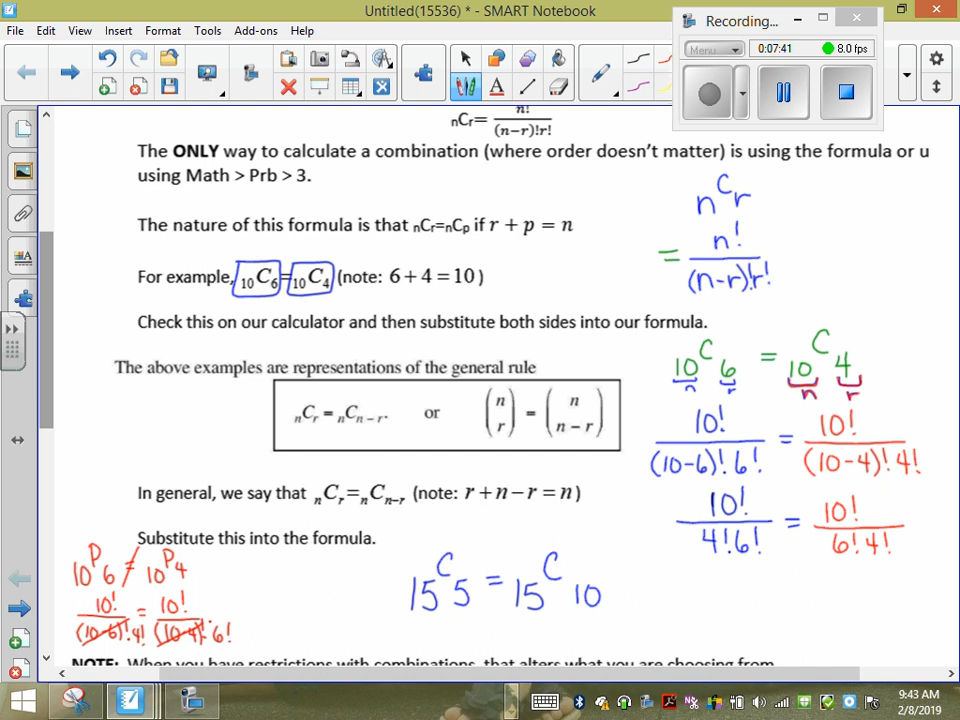 Untitled(15536) * - SMART Notebook
File Edit View Insert Format Tools Add-ons Help
Recording...
Menu
0:07:41
8.0 fps
nCr= n!/(n−r)!r!
The ONLY way to calculate a combination (where order doesn't matter) is using the formula or u
using Math > Prb > 3.
The nature of this formula is that nCr=nCp if r + p = n
For example, 10C6=10C4 (note: 6 + 4 = 10 )
Check this on our calculator and then substitute both sides into our formula.
The above examples are representations of the general rule
nCr = nCn−r. or (n r) = (n n − r)
In general, we say that nCr=nCn−r (note: r + n − r = n)
Substitute this into the formula.
nCr
= n!/(n-r)!r!
10C6 = 10C4
n r n r
10!/(10-6)!6! = 10!/(10-4)!4!
10!/4!6! = 10!/6!4!
10P6 ≠ 10P4
10!/(10-6)!4! = 10!/(10-4)!·6!
15C5 = 15C10
NOTE: When you have restrictions with combinations, that alters what you are choosing from.
9:43 AM
2/8/2019